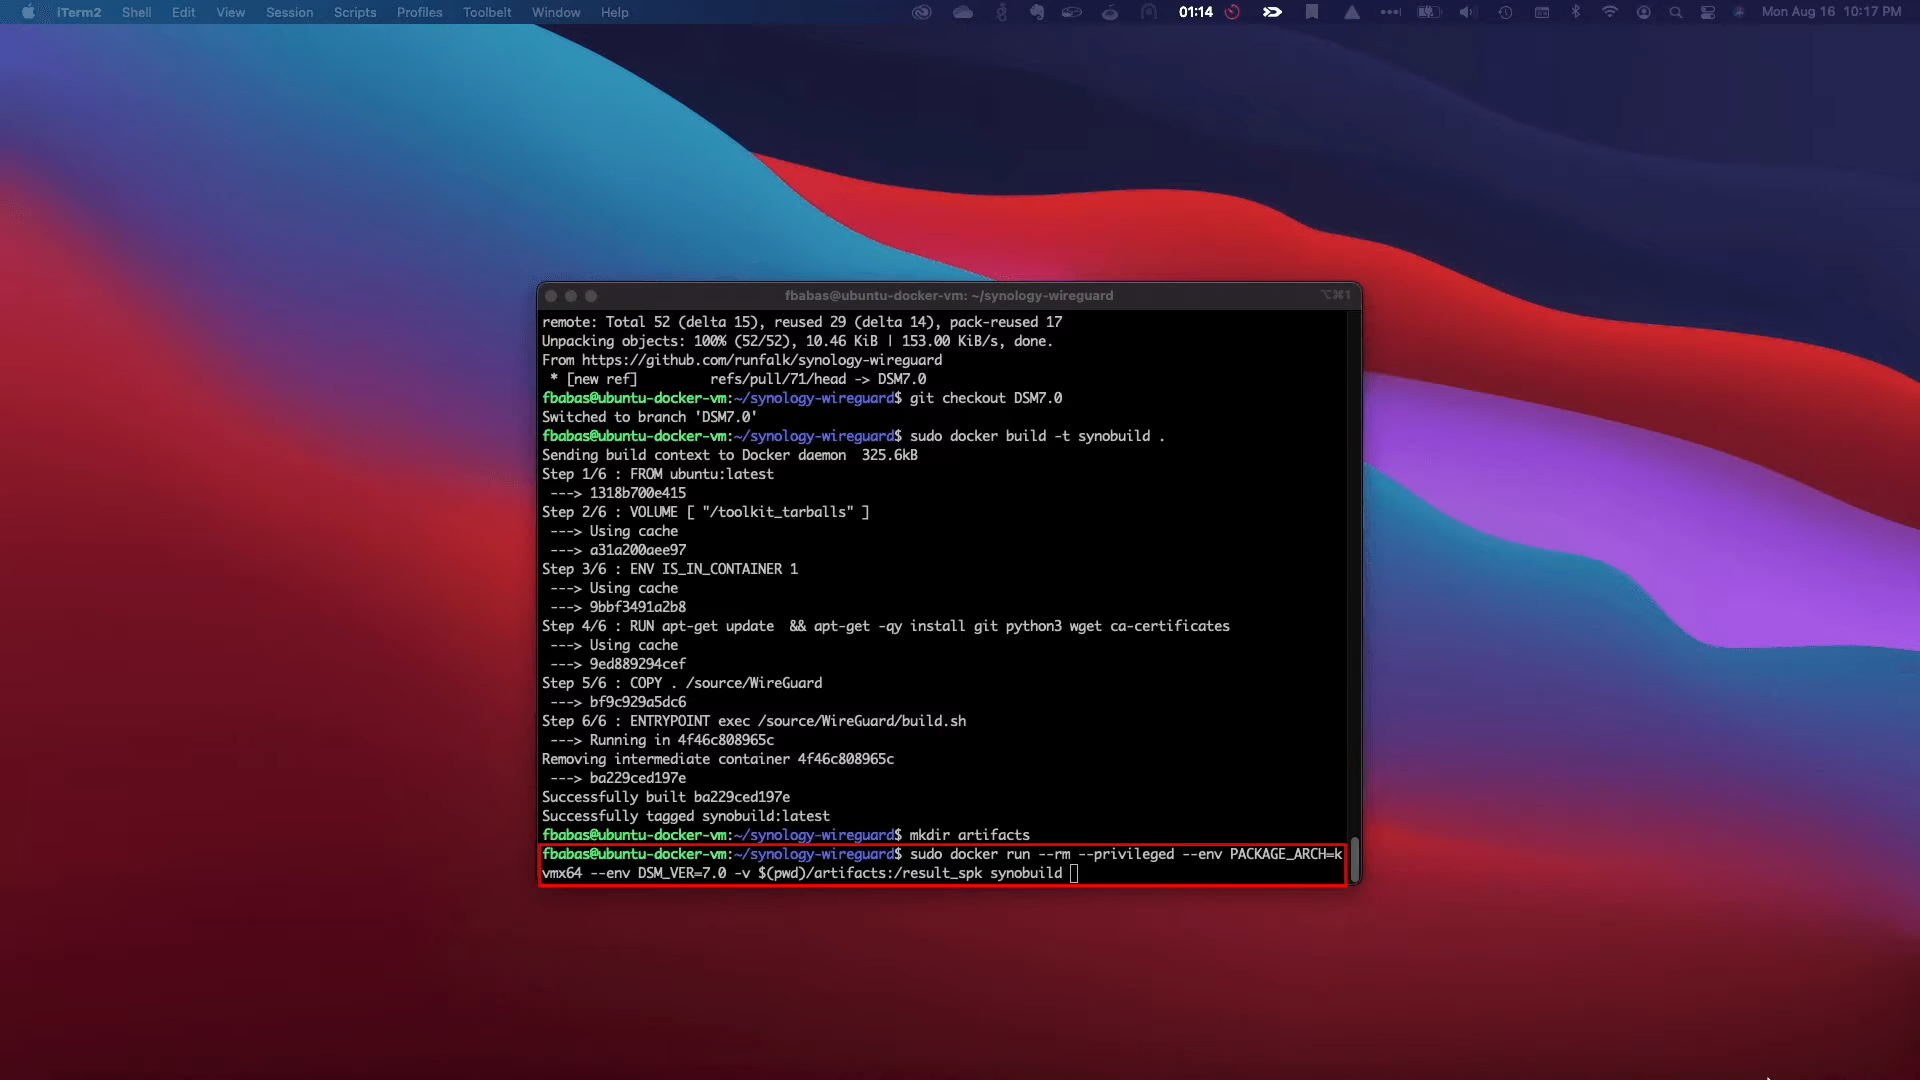 iTerm2 Shell Edit View Session Scripts Profiles Toolbelt Window Help 01:14 Mon Aug 16 10:17 PM
fbabas@ubuntu-docker-vm: ~/synology-wireguard ⌥⌘1
remote: Total 52 (delta 15), reused 29 (delta 14), pack-reused 17
Unpacking objects: 100% (52/52), 10.46 KiB | 153.00 KiB/s, done.
From https://github.com/runfalk/synology-wireguard
 * [new ref]         refs/pull/71/head -> DSM7.0
fbabas@ubuntu-docker-vm:~/synology-wireguard$ git checkout DSM7.0
Switched to branch 'DSM7.0'
fbabas@ubuntu-docker-vm:~/synology-wireguard$ sudo docker build -t synobuild .
Sending build context to Docker daemon  325.6kB
Step 1/6 : FROM ubuntu:latest
 ---> 1318b700e415
Step 2/6 : VOLUME [ "/toolkit_tarballs" ]
 ---> Using cache
 ---> a31a200aee97
Step 3/6 : ENV IS_IN_CONTAINER 1
 ---> Using cache
 ---> 9bbf3491a2b8
Step 4/6 : RUN apt-get update  && apt-get -qy install git python3 wget ca-certificates
 ---> Using cache
 ---> 9ed889294cef
Step 5/6 : COPY . /source/WireGuard
 ---> bf9c929a5dc6
Step 6/6 : ENTRYPOINT exec /source/WireGuard/build.sh
 ---> Running in 4f46c808965c
Removing intermediate container 4f46c808965c
 ---> ba229ced197e
Successfully built ba229ced197e
Successfully tagged synobuild:latest
fbabas@ubuntu-docker-vm:~/synology-wireguard$ mkdir artifacts
fbabas@ubuntu-docker-vm:~/synology-wireguard$ sudo docker run --rm --privileged --env PACKAGE_ARCH=k
vmx64 --env DSM_VER=7.0 -v $(pwd)/artifacts:/result_spk synobuild